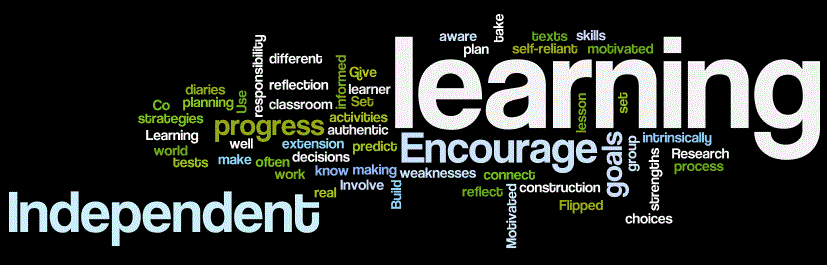 learning
Independent
Encourage
progress
goals
aware
take
plan
texts
skills
self-reliant
motivated
responsibility
different
informed
Give
diaries
Use
reflection
learner
Co
planning
classroom
Set
lesson
set
strategies
activities
Learning
authentic
well
extension
predict
group
intrinsically
world
tests
make
often
decisions
strengths
Research
process
work
know
making
weaknesses
connect
real
Involve
Build
reflect
Motivated
construction
Flipped
choices